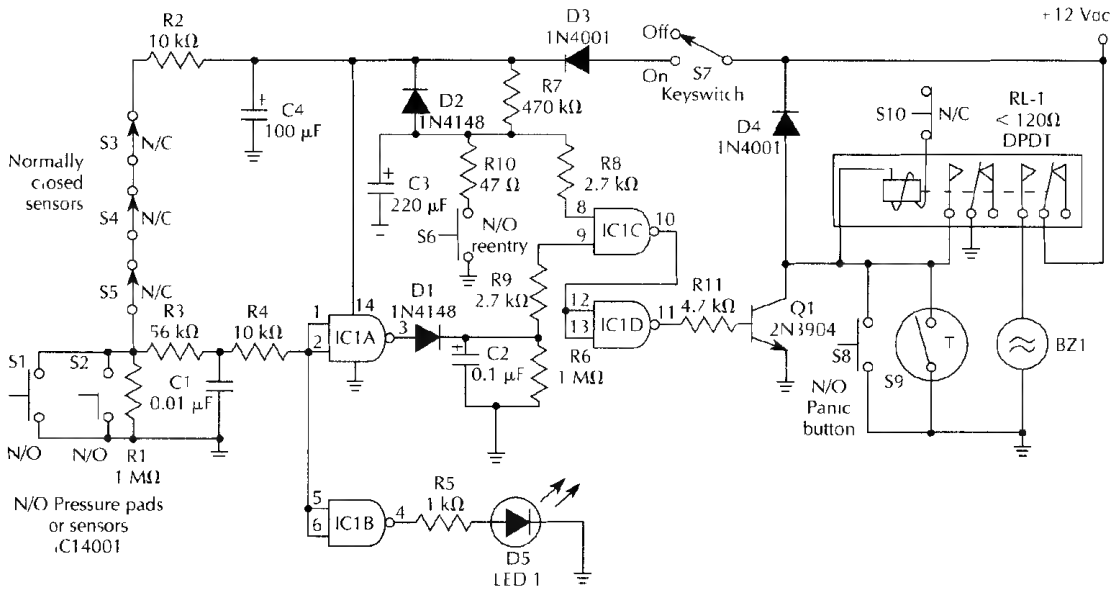 +12 Vdc
R2
10 kΩ
D3
1N4001
Off
On
S7
Keyswitch
C4
100 μF
D2
1N4148
R7
470 kΩ
D4
1N4001
S10
N/C
RL-1
< 120Ω
DPDT
Normally
closed
sensors
S3
N/C
S4
N/C
S5
N/C
C3
220 μF
R10
47 Ω
R8
2.7 kΩ
S6
N/O
reentry
8
9
IC1C
10
R3
56 kΩ
R4
10 kΩ
1
2
14
IC1A
3
D1
1N4148
R9
2.7 kΩ
12
13
IC1D
11
R11
4.7 kΩ
Q1
2N3904
S1
S2
C1
0.01 μF
C2
0.1 μF
R6
1 MΩ
S8
S9
T
BZ1
N/O
N/O
R1
1 MΩ
N/O
Panic
button
N/O Pressure pads
or sensors
IC14001
5
6
IC1B
4
R5
1 kΩ
D5
LED 1